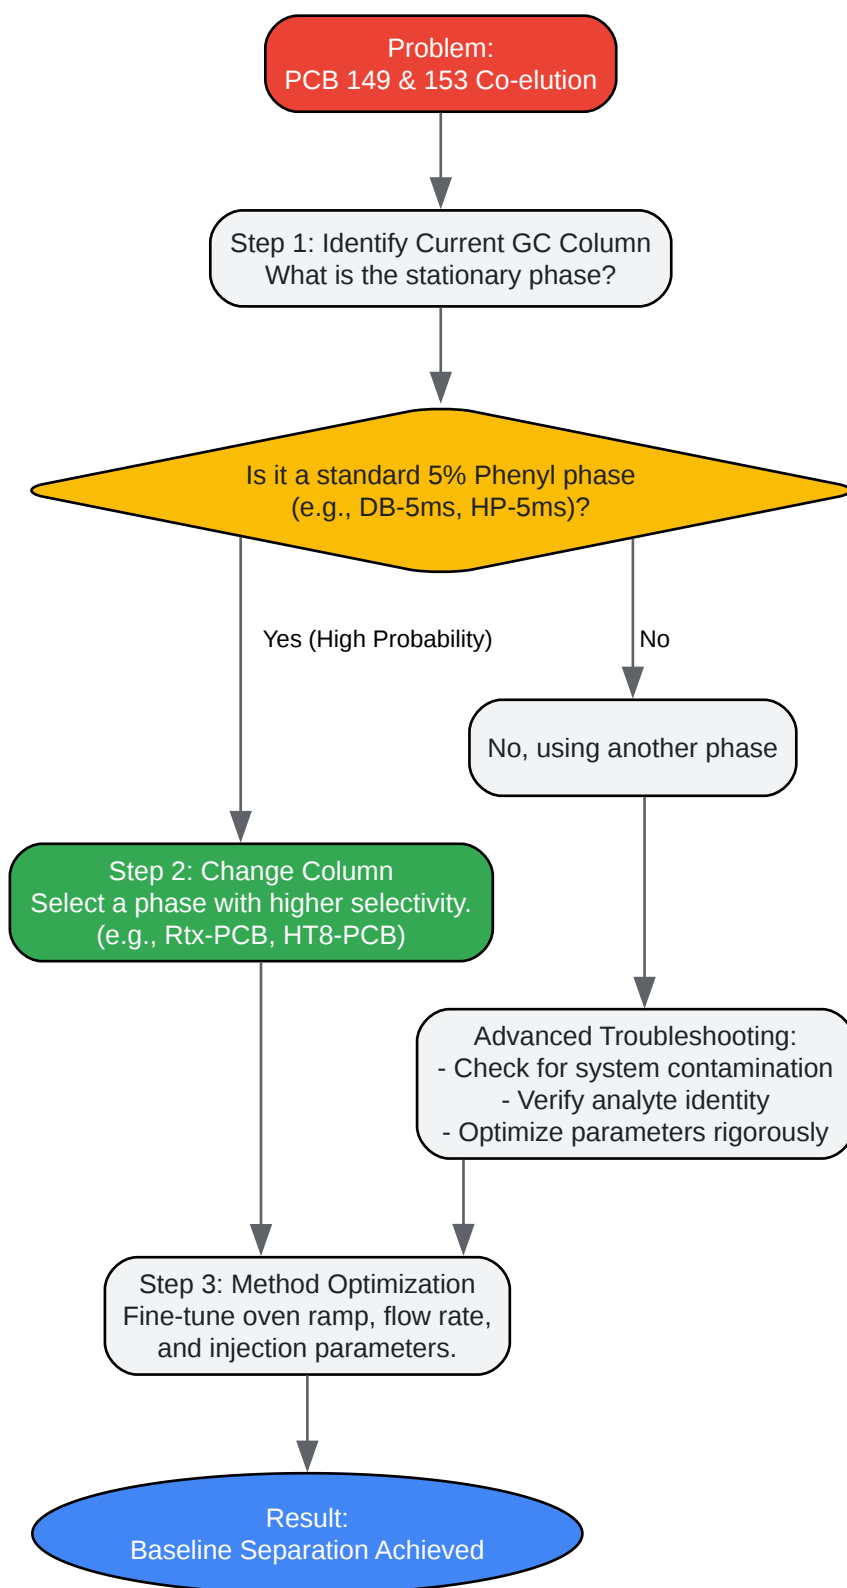 Problem:
PCB 149 & 153 Co-elution
Step 1: Identify Current GC Column
What is the stationary phase?
Is it a standard 5% Phenyl phase
(e.g., DB-5ms, HP-5ms)?
Yes (High Probability)
No
No, using another phase
Step 2: Change Column
Select a phase with higher selectivity.
(e.g., Rtx-PCB, HT8-PCB)
Advanced Troubleshooting:
- Check for system contamination
- Verify analyte identity
- Optimize parameters rigorously
Step 3: Method Optimization
Fine-tune oven ramp, flow rate,
and injection parameters.
Result:
Baseline Separation Achieved